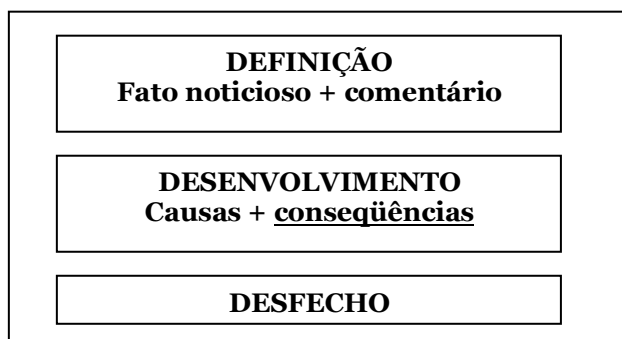 DEFINIÇÃO
Fato noticioso + comentário
DESENVOLVIMENTO
Causas + conseqüências
DESFECHO